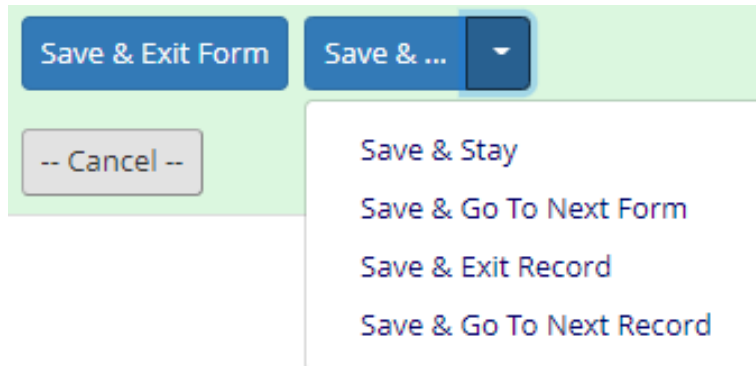 Save & Exit Form
Save & ...
-- Cancel --
Save & Stay
Save & Go To Next Form
Save & Exit Record
Save & Go To Next Record